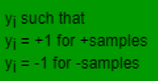 yᵢ such that
yᵢ = +1 for +samples
yᵢ = -1 for -samples